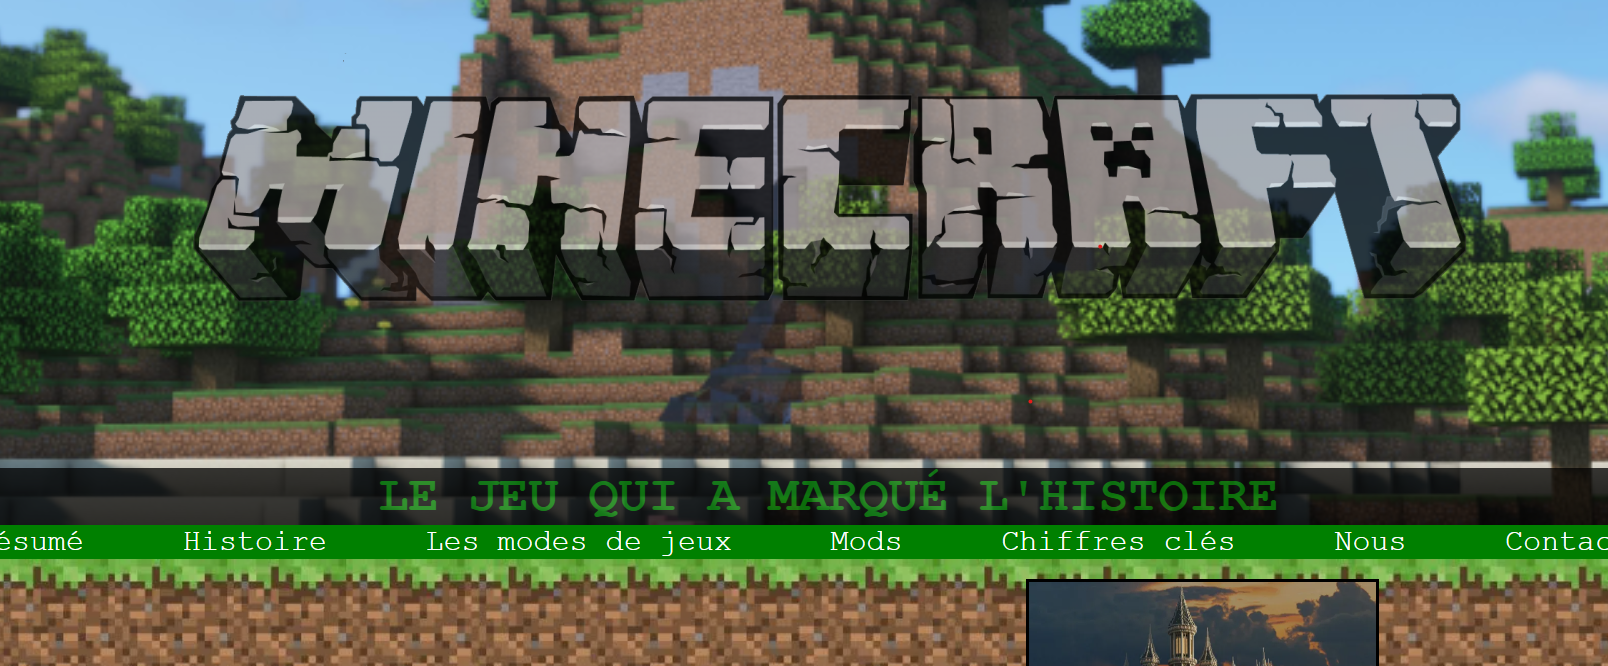 MINECRAFT
LE JEU QUI A MARQUÉ L'HISTOIRE
ésumé Histoire Les modes de jeux Mods Chiffres clés Nous Contac